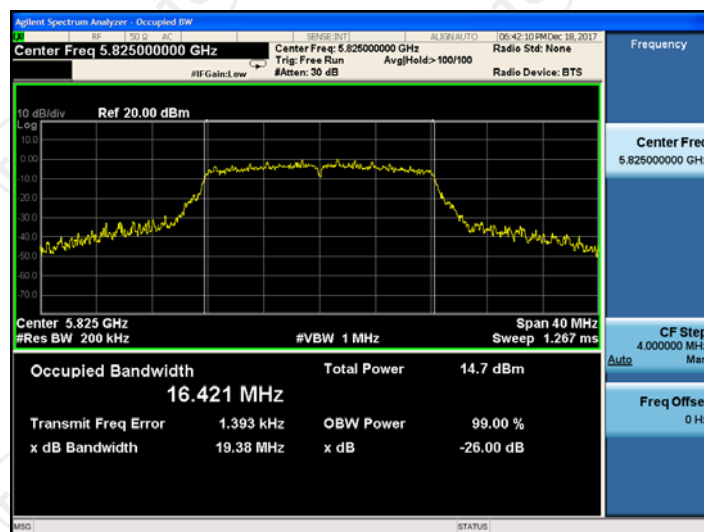 Agilent Spectrum Analyzer - Occupied BW
RF 50 Ω AC SENSE:INT ALIGN AUTO 06:42:10 PM Dec 18, 2017
Center Freq 5.825000000 GHz
Center Freq: 5.825000000 GHz
Radio Std: None
Trig: Free Run Avg|Hold:> 100/100
#IFGain:Low
#Atten: 30 dB
Radio Device: BTS
10 dB/div Ref 20.00 dBm
Log
10.0
0.00
-10.0
-20.0
-30.0
-40.0
-50.0
-60.0
-70.0
Center 5.825 GHz Span 40 MHz
#Res BW 200 kHz #VBW 1 MHz Sweep 1.267 ms
Occupied Bandwidth Total Power 14.7 dBm
16.421 MHz
Transmit Freq Error 1.393 kHz OBW Power 99.00 %
x dB Bandwidth 19.38 MHz x dB -26.00 dB
Frequency
Center Freq
5.825000000 GHz
CF Step
4.000000 MHz
Auto Man
Freq Offset
0 Hz
MSG STATUS